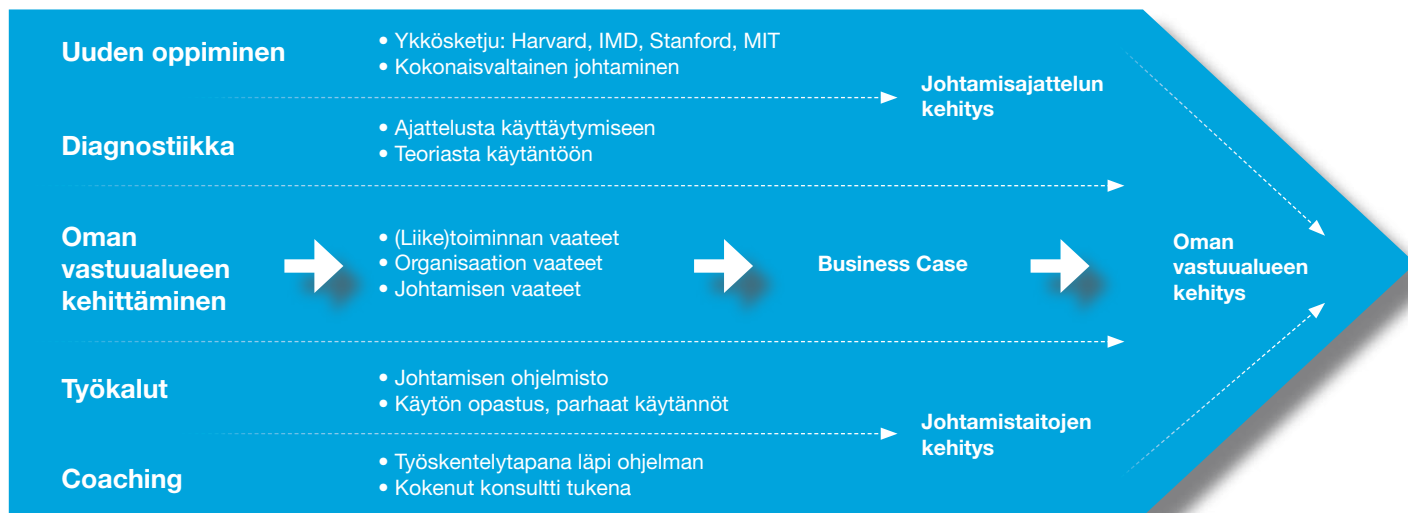 Uuden oppiminen
• Ykkösketju: Harvard, IMD, Stanford, MIT
• Kokonaisvaltainen johtaminen
Johtamisajattelun
kehitys
Diagnostiikka
• Ajattelusta käyttäytymiseen
• Teoriasta käytäntöön
Oman
vastuualueen
kehittäminen
• (Liike)toiminnan vaateet
• Organisaation vaateet
• Johtamisen vaateet
Business Case
Oman
vastuualueen
kehitys
Työkalut
• Johtamisen ohjelmisto
• Käytön opastus, parhaat käytännöt
Johtamistaitojen
kehitys
Coaching
• Työskentelytapana läpi ohjelman
• Kokenut konsultti tukena